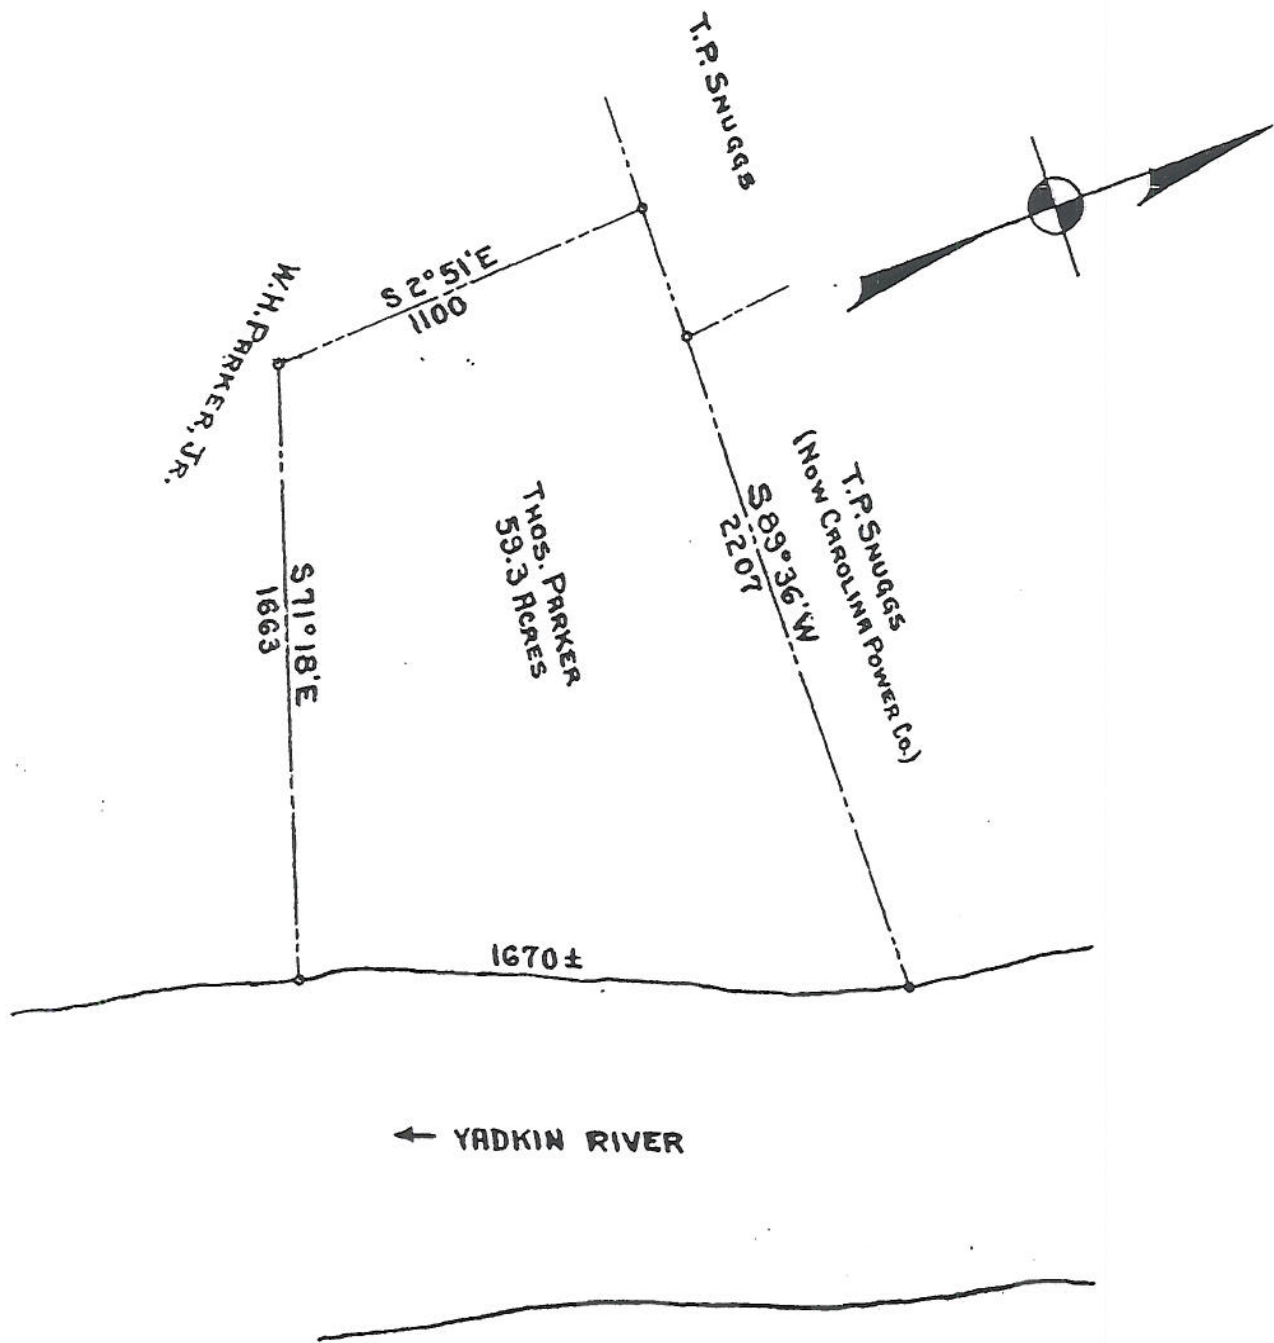 T.P. SNUGGS
S 2° 51' E
1100
W.H. PARKER, JR.
T.P. SNUGGS
(NOW CAROLINA POWER CO.)
S 89° 36' W
2207
THOS. PARKER
59.3 ACRES
S 71° 18' E
1663
1670 ±
← YADKIN RIVER